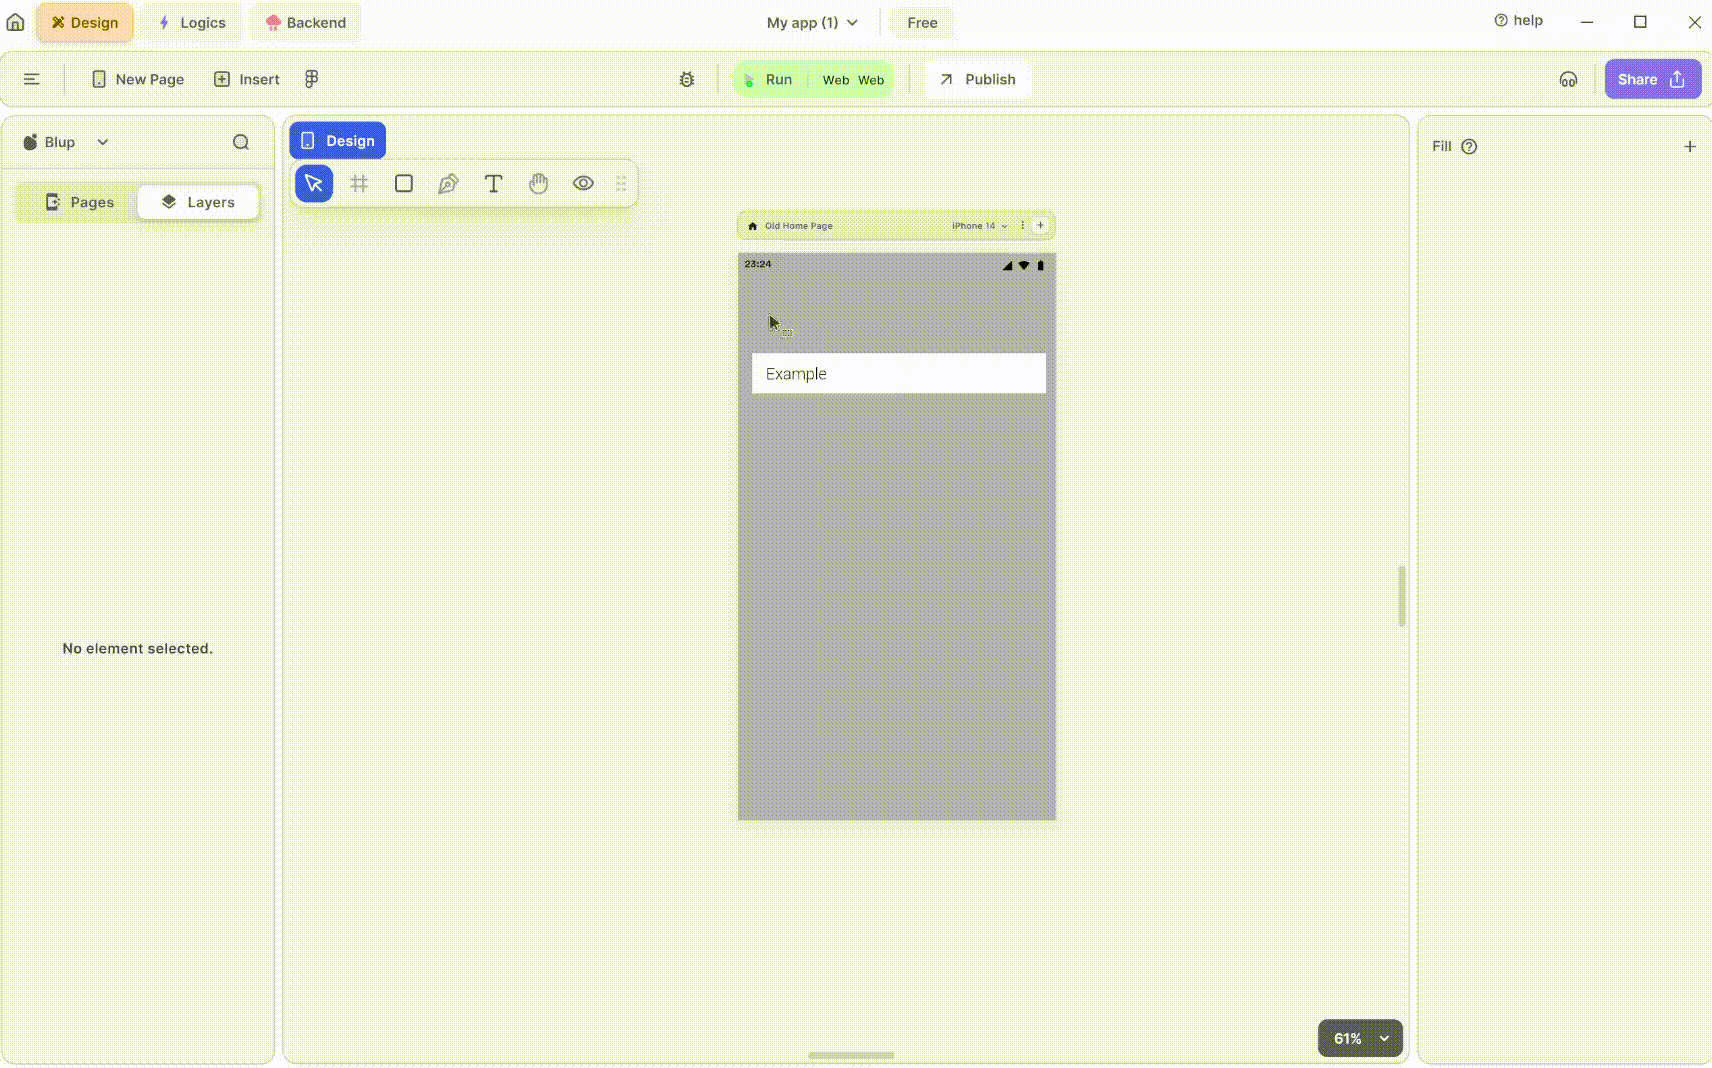 Design
Logics
Backend
My app (1)
Free
help
New Page
Insert
Run
Web Web
Publish
Share
Blup
Pages
Layers
No element selected.
Design
Old Home Page
iPhone 14
23:24
Example
61%
Fill